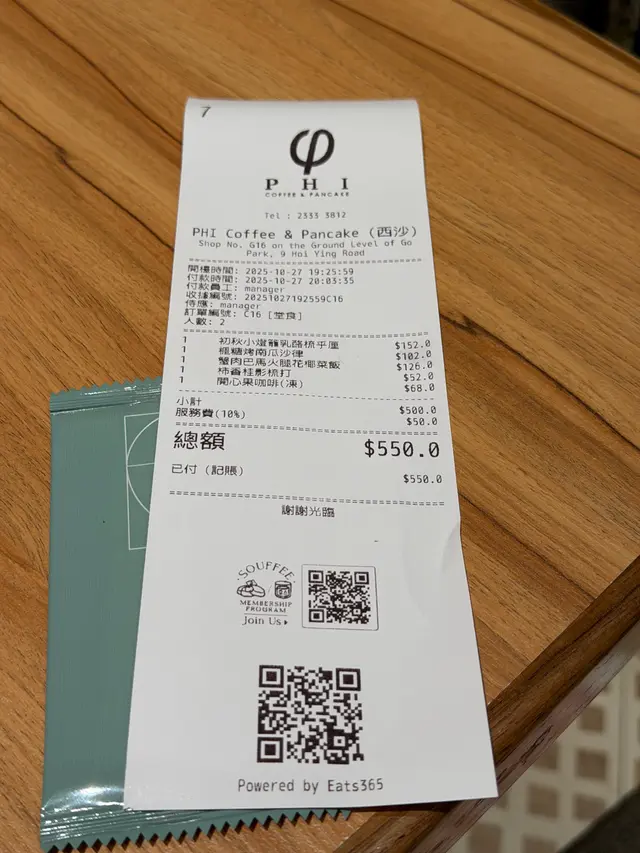 7
φ
PHI
COFFEE & PANCAKE
Tel : 2333 3812
PHI Coffee & Pancake (西沙)
Shop No. G16 on the Ground Level of Go
Park, 9 Hoi Ying Road
開檯時間: 2025-10-27 19:25:59
付款時間: 2025-10-27 20:03:35
付款員工: manager
收據編號: 20251027192559C16
侍應: manager
訂單編號: C16 [堂食]
人數: 2
1 初秋小燈籠乳酪梳乎厘 $152.0
1 楓糖烤南瓜沙律 $102.0
1 蟹肉巴馬火腿花椰菜飯 $126.0
1 柿香桂影梳打 $52.0
1 開心果咖啡(凍) $68.0
小計 $500.0
服務費(10%) $50.0
總額 $550.0
已付 (記賬) $550.0
謝謝光臨
SOUFFEE
MEMBERSHIP
PROGRAM
Join Us
Powered by Eats365